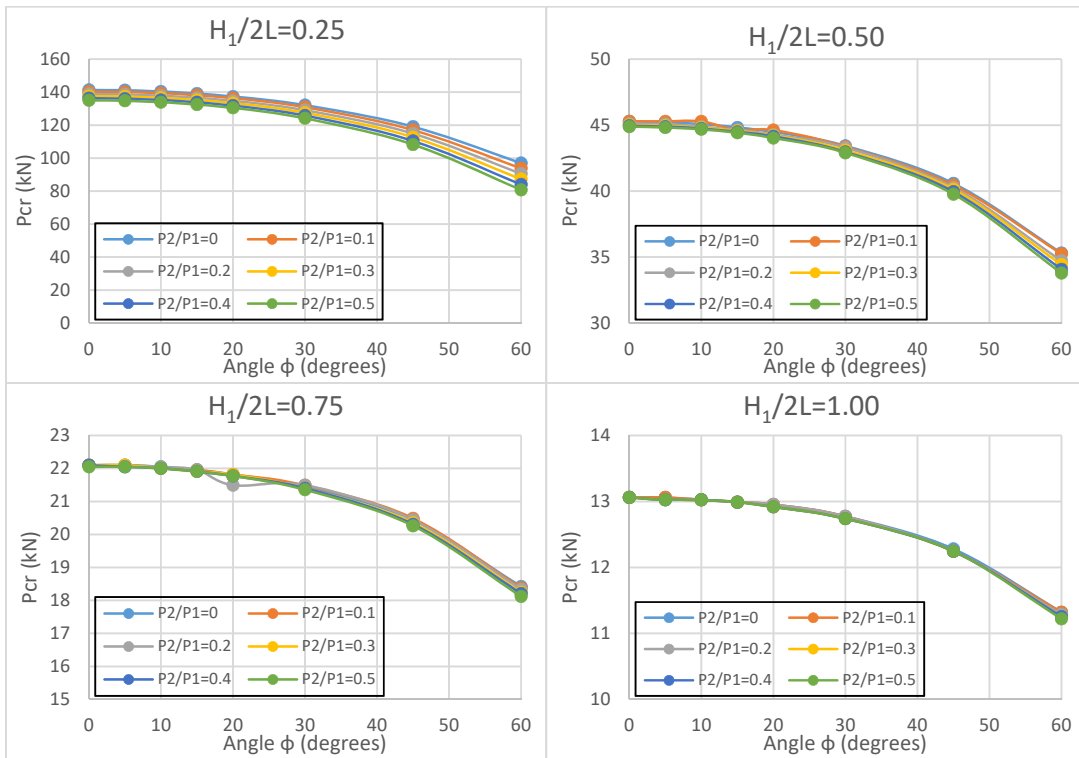 H₁/2L=0.25
160
140
120
100
80
60
40
20
0
Pcr (kN)
P2/P1=0 P2/P1=0.1
P2/P1=0.2 P2/P1=0.3
P2/P1=0.4 P2/P1=0.5
0 10 20 30 40 50 60
Angle ϕ (degrees)
H₁/2L=0.50
50
45
40
35
30
Pcr (kN)
P2/P1=0 P2/P1=0.1
P2/P1=0.2 P2/P1=0.3
P2/P1=0.4 P2/P1=0.5
0 10 20 30 40 50 60
Angle ϕ (degrees)
H₁/2L=0.75
23
22
21
20
19
18
17
16
15
Pcr (kN)
P2/P1=0 P2/P1=0.1
P2/P1=0.2 P2/P1=0.3
P2/P1=0.4 P2/P1=0.5
0 10 20 30 40 50 60
Angle ϕ (degrees)
H₁/2L=1.00
14
13
12
11
10
Pcr (kN)
P2/P1=0 P2/P1=0.1
P2/P1=0.2 P2/P1=0.3
P2/P1=0.4 P2/P1=0.5
0 10 20 30 40 50 60
Angle ϕ (degrees)